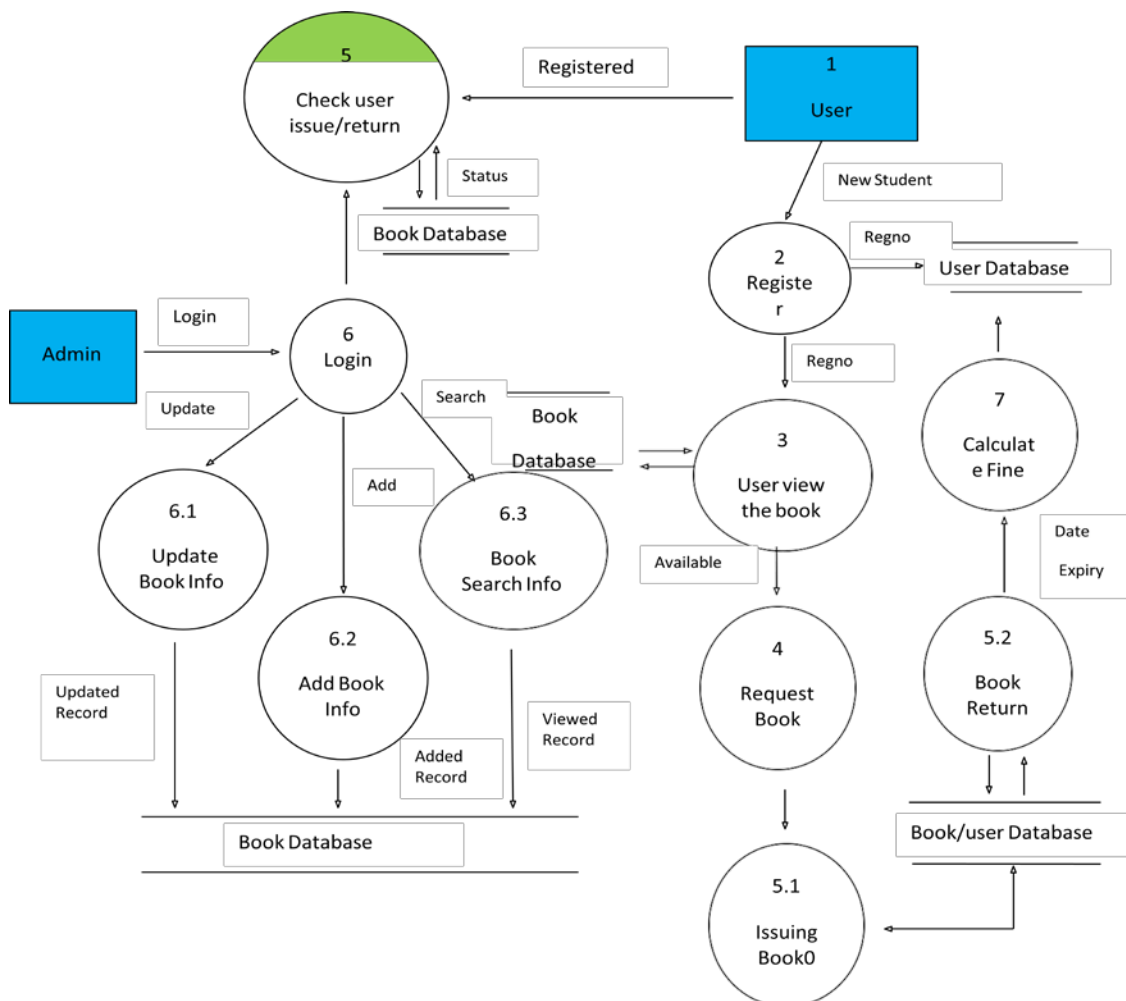 5
Check user
issue/return
Registered
1
User
Status
New Student
Book Database
Regno
2
Registe
r
User Database
Login
Admin
6
Login
Regno
Update
Search
Book
Database
3
User view
the book
7
Calculat
e Fine
Add
6.1
Update
Book Info
6.3
Book
Search Info
Available
Date
Expiry
6.2
Add Book
Info
4
Request
Book
5.2
Book
Return
Updated
Record
Viewed
Record
Added
Record
Book Database
Book/user Database
5.1
Issuing
Book0